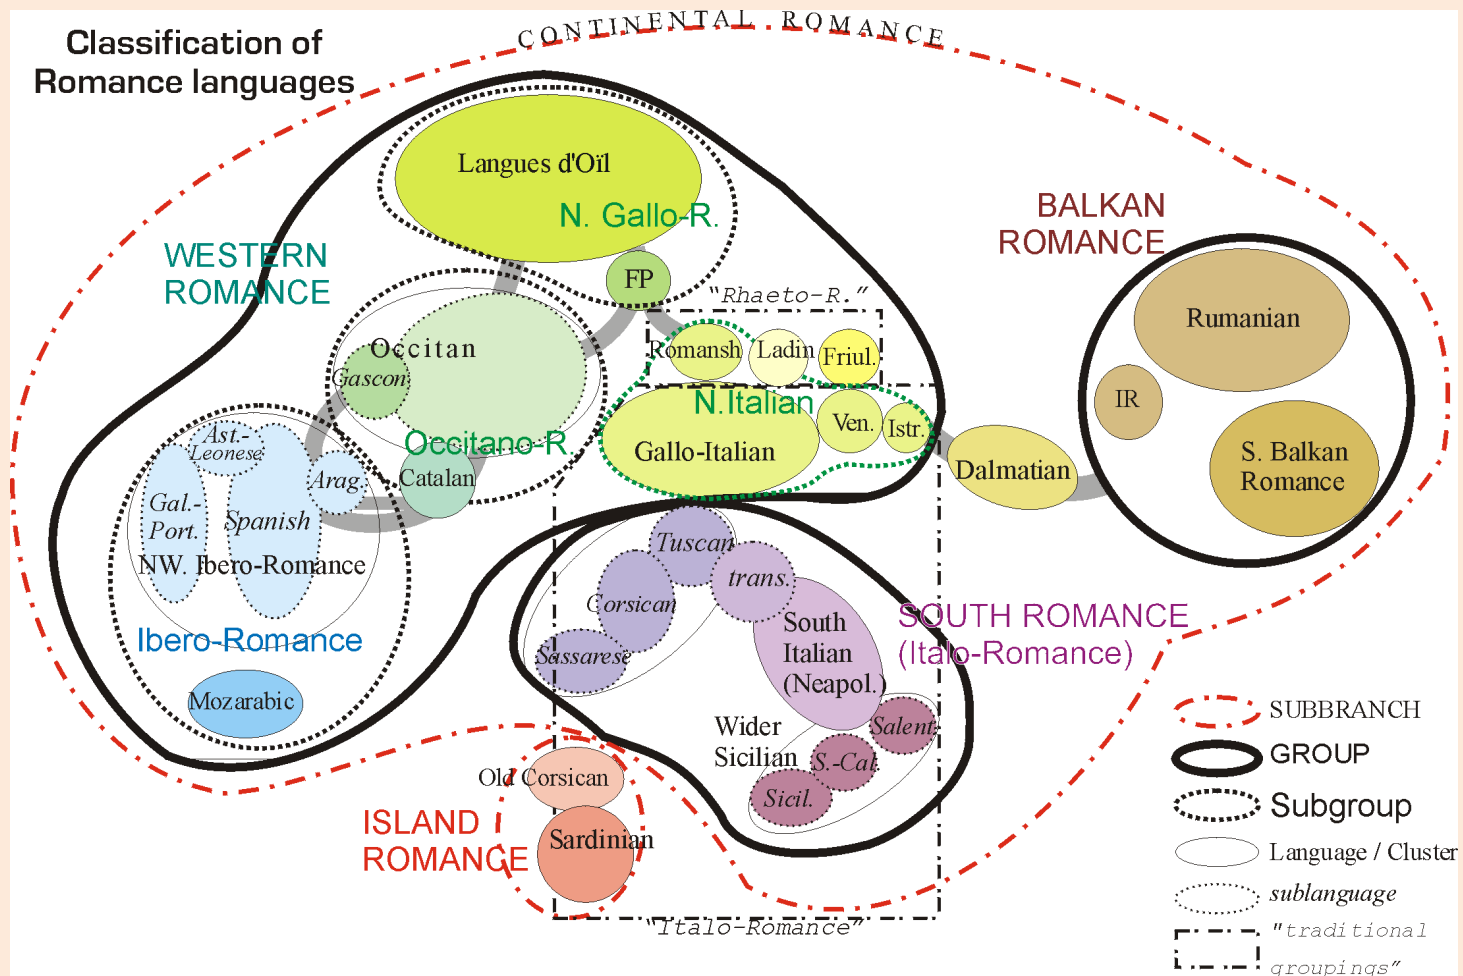 CONTINENTAL ROMANCE
Classification of
Romance languages
Langues d'Oïl
N. Gallo-R.
WESTERN
ROMANCE
BALKAN
ROMANCE
FP
"Rhaeto-R."
Rumanian
Occitan
Gascon
Romansh
Ladin
Friul.
IR
N.Italian
Ven.
Istr.
Gallo-Italian
Occitano-R.
Catalan
Dalmatian
S. Balkan
Romance
Ast.-
Leonese
Arag.
Gal.-
Port.
Spanish
NW. Ibero-Romance
Ibero-Romance
Mozarabic
Tuscan
trans.
Corsican
Sassarese
South
Italian
(Neapol.)
SOUTH ROMANCE
(Italo-Romance)
Wider
Sicilian
Salent.
S.-Cal.
Sicil.
Old Corsican
Sardinian
ISLAND
ROMANCE
"Italo-Romance"
SUBBRANCH
GROUP
Subgroup
Language / Cluster
sublanguage
"traditional
groupings"